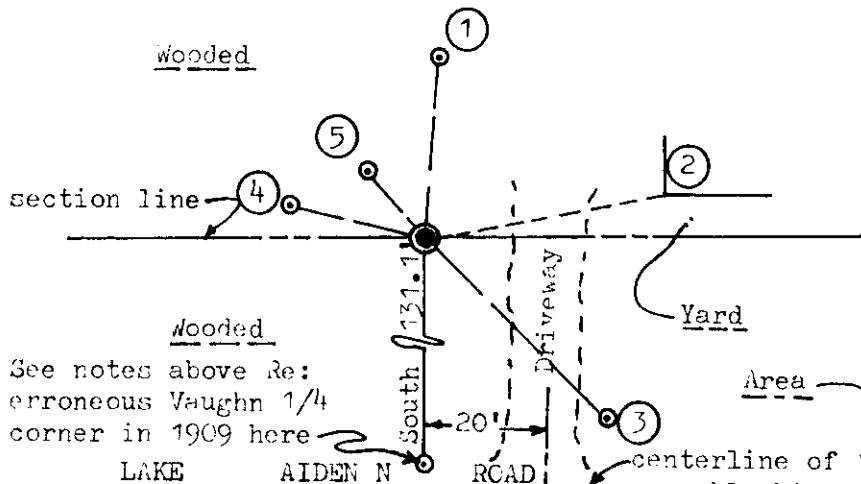 1
Wooded
5
2
section line
4
Driveway
Yard
Wooded
South 131.1'
See notes above Re:
erroneous Vaughn 1/4
corner in 1909 here
Area
20'
3
LAKE AIDEN N ROAD
centerline of